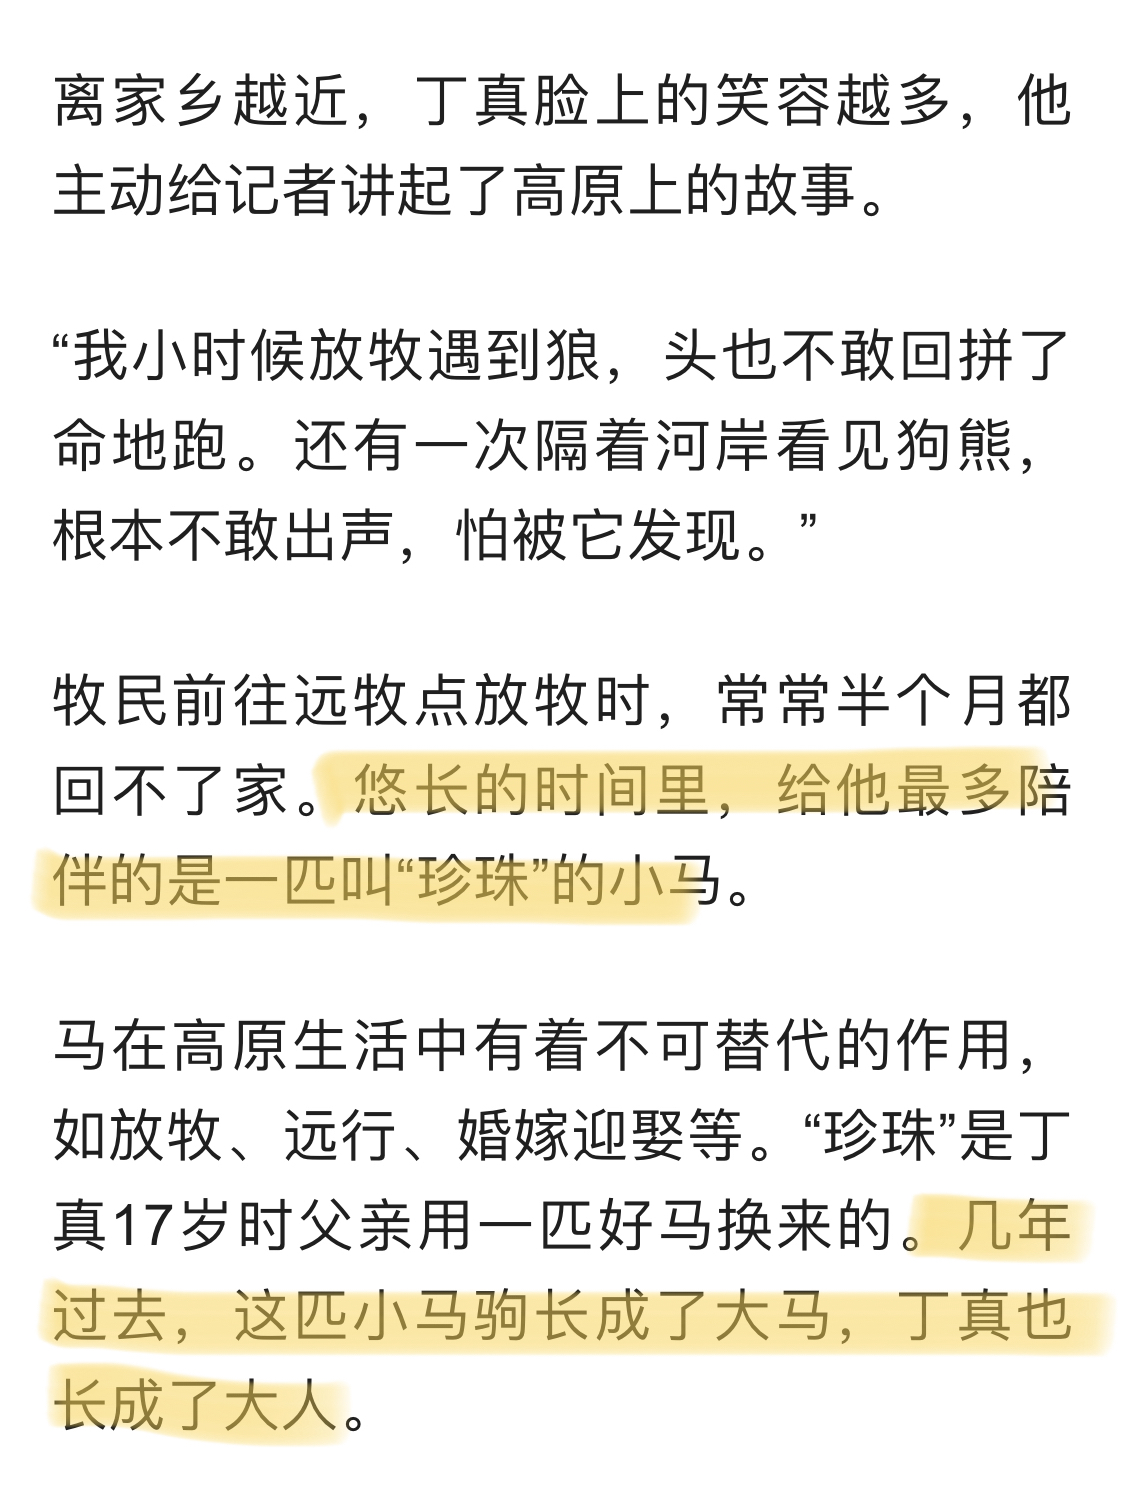 离家乡越近，丁真脸上的笑容越多，他
主动给记者讲起了高原上的故事。
“我小时候放牧遇到狼，头也不敢回拼了
命地跑。还有一次隔着河岸看见狗熊，
根本不敢出声，怕被它发现。”
牧民前往远牧点放牧时，常常半个月都
回不了家。悠长的时间里，给他最多陪
伴的是一匹叫“珍珠”的小马。
马在高原生活中有着不可替代的作用，
如放牧、远行、婚嫁迎娶等。“珍珠”是丁
真17岁时父亲用一匹好马换来的。几年
过去，这匹小马驹长成了大马，丁真也
长成了大人。